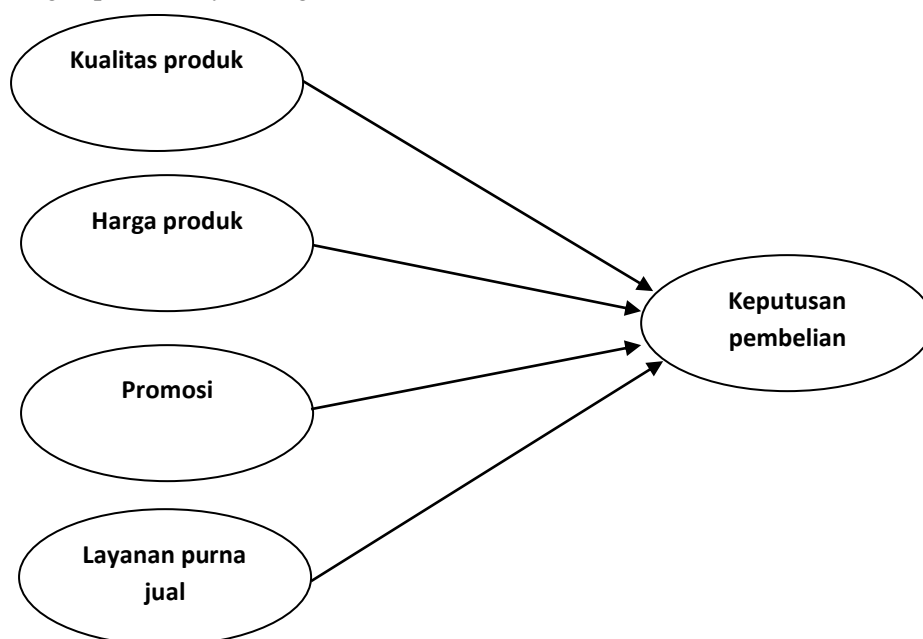 Kualitas produk
Harga produk
Promosi
Layanan purna
jual
Keputusan
pembelian